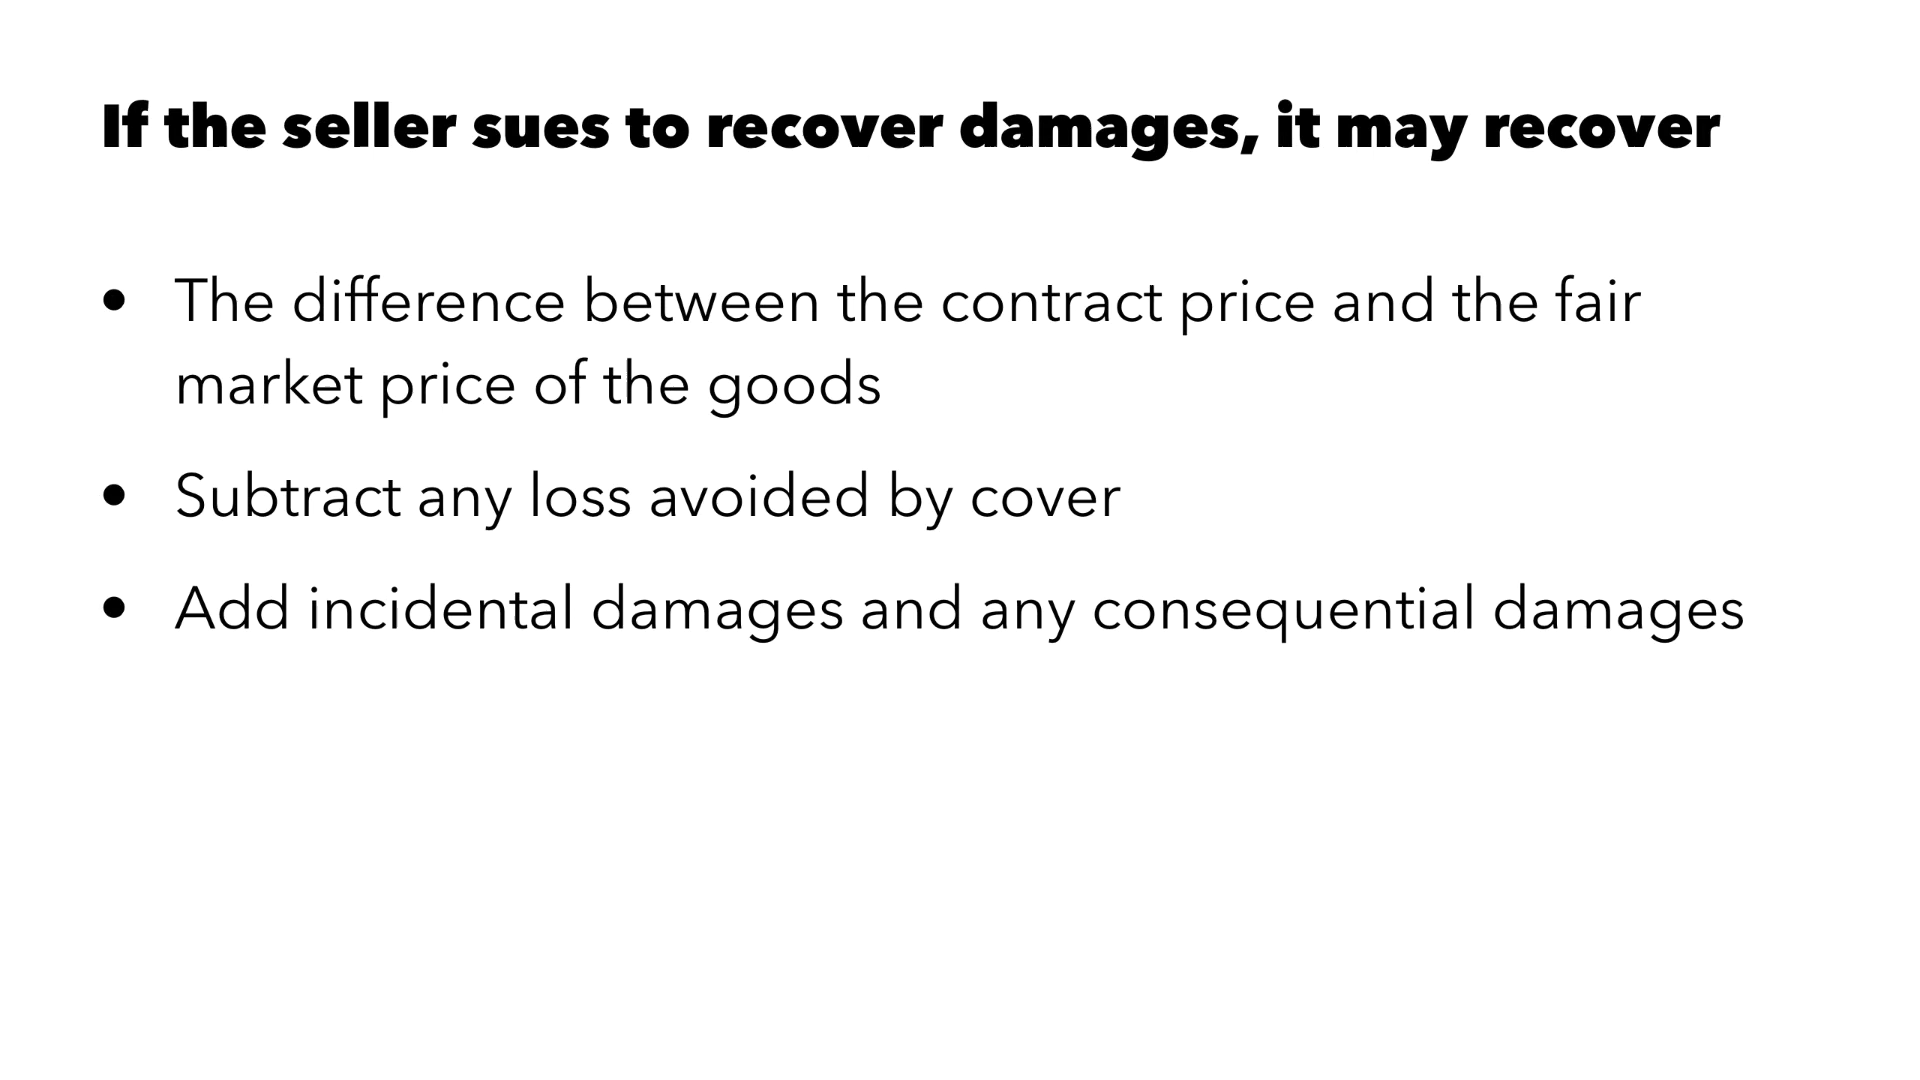 If the seller sues to recover damages, it may recover
• The difference between the contract price and the fair
market price of the goods
• Subtract any loss avoided by cover
• Add incidental damages and any consequential damages